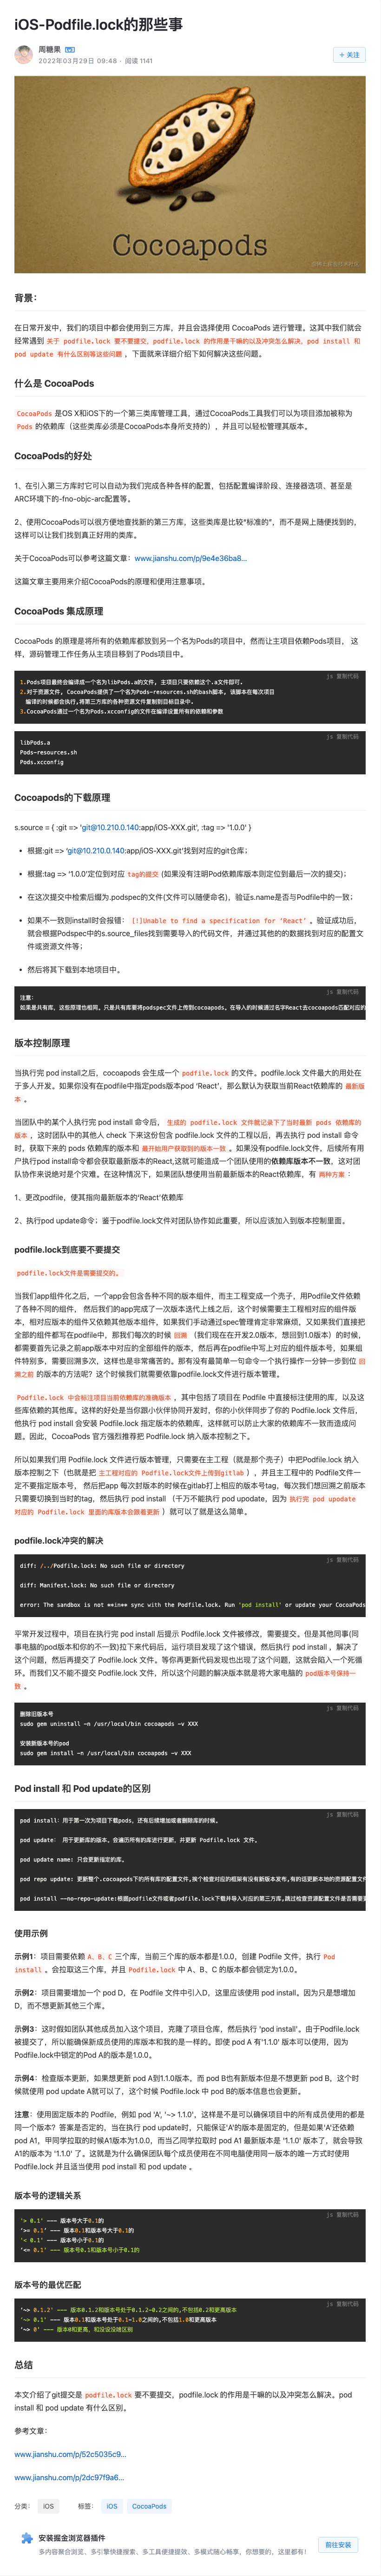 iOS-Podfile.lock的那些事
周糖果
2022年03月29日 09:48 · 阅读 1141
+ 关注
Cocoapods
背景：
在日常开发中，我们的项目中都会使用到三方库，并且会选择使用 CocoaPods 进行管理。这其中我们就会
经常遇到 关于 podfile.lock 要不要提交，podfile.lock 的作用是干嘛的以及冲突怎么解决，pod install 和
pod update 有什么区别等这些问题 ，下面就来详细介绍下如何解决这些问题。
什么是 CocoaPods
CocoaPods 是OS X和iOS下的一个第三类库管理工具，通过CocoaPods工具我们可以为项目添加被称为
Pods 的依赖库（这些类库必须是CocoaPods本身所支持的），并且可以轻松管理其版本。
CocoaPods的好处
1、在引入第三方库时它可以自动为我们完成各种各样的配置，包括配置编译阶段、连接器选项、甚至是
ARC环境下的-fno-objc-arc配置等。
2、使用CocoaPods可以很方便地查找新的第三方库，这些类库是比较“标准的”，而不是网上随便找到的，
这样可以让我们找到真正好用的类库。
关于CocoaPods可以参考这篇文章：www.jianshu.com/p/9e4e36ba8...
这篇文章主要用来介绍CocoaPods的原理和使用注意事项。
CocoaPods 集成原理
CocoaPods 的原理是将所有的依赖库都放到另一个名为Pods的项目中，然而让主项目依赖Pods项目， 这
样，源码管理工作任务从主项目移到了Pods项目中。
js 复制代码
1.Pods项目最终会编译成一个名为libPods.a的文件, 主项目只要依赖这个.a文件即可.
2.对于资源文件, CocoaPods提供了一个名为Pods-resources.sh的bash脚本, 该脚本在每次项目
编译的时候都会执行,将第三方库的各种资源文件复制到目标目录中.
3.CocoaPods通过一个名为Pods.xcconfig的文件在编译设置所有的依赖和参数
js 复制代码
libPods.a
Pods-resources.sh
Pods.xcconfig
Cocoapods的下载原理
s.source = { :git => 'git@10.210.0.140:app/iOS-XXX.git', :tag => '1.0.0' }
根据:git => 'git@10.210.0.140:app/iOS-XXX.git'找到对应的git仓库；
根据:tag => '1.0.0'定位到对应 tag的提交 (如果没有注明Pod依赖库版本则定位到最后一次的提交)；
在这次提交中检索后缀为.podspec的文件(文件可以随便命名)，验证s.name是否与Podfile中的一致；
如果不一致则install时会报错： [!]Unable to find a specification for 'React' 。验证成功后，
就会根据Podspec中的s.source_files找到需要导入的代码文件，并通过其他的的数据找到对应的配置文
件或资源文件等；
然后将其下载到本地项目中。
js 复制代码
注意：
如果是共有库, 这些原理也相同。只是共有库要将podspec文件上传到cocoapods，在导入的时候通过名字React去cocoapods匹配对应的
版本控制原理
当执行完 pod install之后，cocoapods 会生成一个 podfile.lock 的文件。podfile.lock 文件最大的用处在
于多人开发。如果你没有在podfile中指定pods版本pod 'React'，那么默认为获取当前React依赖库的 最新版
本 。
当团队中的某个人执行完 pod install 命令后， 生成的 podfile.lock 文件就记录下了当时最新 pods 依赖库的
版本 ，这时团队中的其他人 check 下来这份包含 podfile.lock 文件的工程以后，再去执行 pod install 命令
时，获取下来的 pods 依赖库的版本和 最开始用户获取到的版本一致 。如果没有podfile.lock文件，后续所有用
户执行pod install命令都会获取最新版本的React,这就可能造成一个团队使用的依赖库版本不一致，这对团
队协作来说绝对是个灾难。在这种情况下，如果团队想使用当前最新版本的React依赖库，有 两种方案 ：
1、更改podfile，使其指向最新版本的'React'依赖库
2、执行pod update命令；鉴于podfile.lock文件对团队协作如此重要，所以应该加入到版本控制里面。
podfile.lock到底要不要提交
podfile.lock文件是需要提交的。
当我们app组件化之后，一个app会包含各种不同的版本组件，而主工程变成一个壳子，用Podfile文件依赖
了各种不同的组件， 然后我们的app完成了一次版本迭代上线之后，这个时候需要主工程相对应的组件版
本，相对应版本的组件又依赖其他版本组件，如果我们手动通过spec管理肯定非常麻烦，又如果我们直接把
全部的组件都写在podfile中，那我们每次的时候 回溯 （我们现在在开发2.0版本，想回到1.0版本）的时候，
都需要首先记录之前app版本中对应的全部组件的版本，然后再在podfile中写上对应的组件版本号，如果组
件特别多，需要回溯多次，这样也是非常痛苦的。那有没有最简单一句命令一个执行操作一分钟一步到位 回
溯之前 的版本的方法呢？这个时候我们就需要依靠podfile.lock文件进行版本管理。
Podfile.lock 中会标注项目当前依赖库的准确版本 ，其中包括了项目在 Podfile 中直接标注使用的库，以及这
些库依赖的其他库。这样的好处是当你跟小伙伴协同开发时，你的小伙伴同步了你的 Podfile.lock 文件后，
他执行 pod install 会安装 Podfile.lock 指定版本的依赖库，这样就可以防止大家的依赖库不一致而造成问
题。因此，CocoaPods 官方强烈推荐把 Podfile.lock 纳入版本控制之下。
所以如果我们用 Podfile.lock 文件进行版本管理，只需要在主工程（就是那个壳子）中把Podfile.lock 纳入
版本控制之下（也就是把 主工程对应的 Podfile.lock文件上传到gitlab ），并且主工程中的 Podfile文件一
定不要指定版本号， 然后把app 每次封版本的时候在gitlab打上相应的版本号tag，每次我们想回溯之前版本
只需要切换到当时的tag，然后执行 pod install （千万不能执行 pod update，因为 执行完 pod update
对应的 Podfile.lock 里面的库版本会跟着更新 ）就可以了就是这么简单。
podfile.lock冲突的解决
js 复制代码
diff: /../Podfile.lock: No such file or directory
diff: Manifest.lock: No such file or directory
error: The sandbox is not **in** sync with the Podfile.lock. Run 'pod install' or update your CocoaPods
平常开发过程中，项目在执行完 pod install 后提示 Podfile.lock 文件被修改，需要提交。但是其他同事(同
事电脑的pod版本和你的不一致)拉下来代码后，运行项目发现了这个错误，然后执行 pod install ，解决了
这个问题，然后再提交了 Podfile.lock 文件。等你再更新代码发现也出现了这个问题，这就会陷入一个死循
环。而我们又不能不提交 Podfile.lock 文件，所以这个问题的解决版本就是将大家电脑的 pod版本号保持一
致 。
js 复制代码
删除旧版本号
sudo gem uninstall -n /usr/local/bin cocoapods -v XXX
安装新版本号的pod
sudo gem install -n /usr/local/bin cocoapods -v XXX
Pod install 和 Pod update的区别
js 复制代码
pod install：用于第一次为项目下载pods，还有后续增加或者删除库的时候。
pod update： 用于更新库的版本。会遍历所有的库进行更新，并更新 Podfile.lock 文件。
pod update name: 只会更新指定的库。
pod repo update: 更新整个.cocoapods下的所有库的配置文件,挨个检查对应的框架有没有新版本发布,有的话更新本地的资源配置文件
pod install --no-repo-update:根据podfile文件或者podfile.lock下载并导入对应的第三方库,跳过检查资源配置文件是否需要更
使用示例
示例1：项目需要依赖 A、B、C 三个库，当前三个库的版本都是1.0.0，创建 Podfile 文件，执行 Pod
install 。会拉取这三个库，并且 Podfile.lock 中 A、B、C 的版本都会锁定为1.0.0。
示例2：项目需要增加一个 pod D，在 Podfile 文件中引入D，这里应该使用 pod install。因为只是想增加
D，而不想更新其他三个库。
示例3：这时假如团队其他成员加入这个项目，克隆了项目仓库，然后执行 'pod install'。由于Podfile.lock
被提交了，所以能确保新成员使用的库版本和我的是一样的。即使 pod A 有'1.1.0' 版本可以使用，因为
Podfile.lock中锁定的Pod A的版本是1.0.0。
示例4：检查版本更新，如果想更新 pod A到1.1.0版本，而 pod B也有新版本但是不想更新 pod B，这个时
候就使用 pod update A就可以了，这个时候 Podfile.lock 中 pod B的版本信息也会更新。
注意：使用固定版本的 Podfile，例如 pod 'A', '~> 1.1.0'，这样是不是可以确保项目中的所有成员使用的都是
同一个版本？答案是否定的，当在执行 pod update时，只能保证'A'的版本是固定的，但是如果'A'还依赖
pod A1，甲同学拉取的时候A1版本为1.0.0，而当乙同学拉取时 pod A1 最新版本是 '1.1.0' 版本了，就会导致
A1的版本为 '1.1.0' 了。这就是为什么确保团队每个成员使用在不同电脑使用同一版本的唯一方式时使用
Podfile.lock 并且适当使用 pod install 和 pod update 。
版本号的逻辑关系
js 复制代码
'> 0.1' --- 版本号大于0.1的
'>= 0.1' --- 版本0.1和版本号大于0.1的
'< 0.1' --- 版本号小于0.1的
'<= 0.1' --- 版本号0.1和版本号小于0.1的
版本号的最优匹配
js 复制代码
'~> 0.1.2' --- 版本0.1.2和版本号处于0.1.2-0.2之间的,不包括0.2和更高版本
'~> 0.1' --- 版本0.1和版本号处于0.1-1.0之间的,不包括1.0和更高版本
'~> 0' --- 版本0和更高，和没设没啥区别
总结
本文介绍了git提交是 podfile.lock 要不要提交，podfile.lock 的作用是干嘛的以及冲突怎么解决。pod
install 和 pod update 有什么区别。
参考文章：
www.jianshu.com/p/52c5035c9...
www.jianshu.com/p/2dc97f9a6...
分类： iOS 标签： iOS CocoaPods
安装掘金浏览器插件
多内容聚合浏览、多引擎快捷搜索、多工具便捷提效、多模式随心畅享，你想要的，这里都有！
前往安装